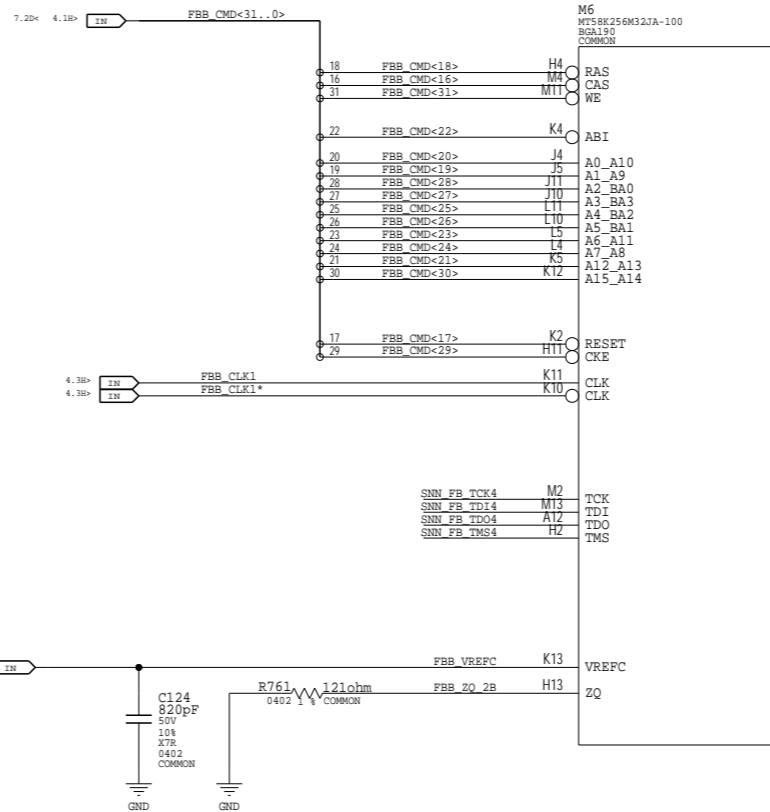 M6
MT58K256M32JA-100
BGA190
COMMON
7.2D< 4.1H> IN FBB_CMD<31..0>
18 FBB_CMD<18> H4 RAS
16 FBB_CMD<16> M4 CAS
31 FBB_CMD<31> M11 WE
22 FBB_CMD<22> K4 ABI
20 FBB_CMD<20> J4 A0_A10
19 FBB_CMD<19> J5 A1_A9
28 FBB_CMD<28> J11 A2_BA0
27 FBB_CMD<27> J10 A3_BA3
25 FBB_CMD<25> L11 A4_BA2
26 FBB_CMD<26> L10 A5_BA1
23 FBB_CMD<23> L5 A6_A11
24 FBB_CMD<24> L4 A7_A8
21 FBB_CMD<21> K5 A12_A13
30 FBB_CMD<30> K12 A15_A14
17 FBB_CMD<17> K2 RESET
29 FBB_CMD<29> H11 CKE
4.3H> IN FBB_CLK1 K11 CLK
4.3H> IN FBB_CLK1* K10 CLK
SNN_FB_TCK4 M2 TCK
SNN_FB_TDI4 M13 TDI
SNN_FB_TDO4 A12 TDO
SNN_FB_TMS4 H2 TMS
IN FBB_VREFC K13 VREFC
R761 121ohm FBB_ZQ_2B H13 ZQ
0402 1 % COMMON
C124
820pF
50V
10%
X7R
0402
COMMON
GND GND